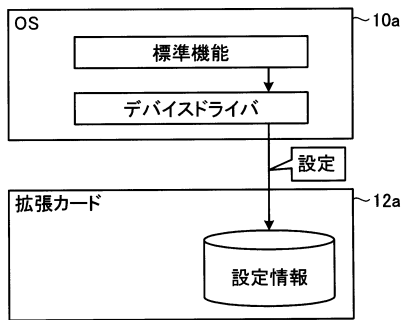 OS
10a
標準機能
デバイスドライバ
設定
拡張カード
12a
設定情報